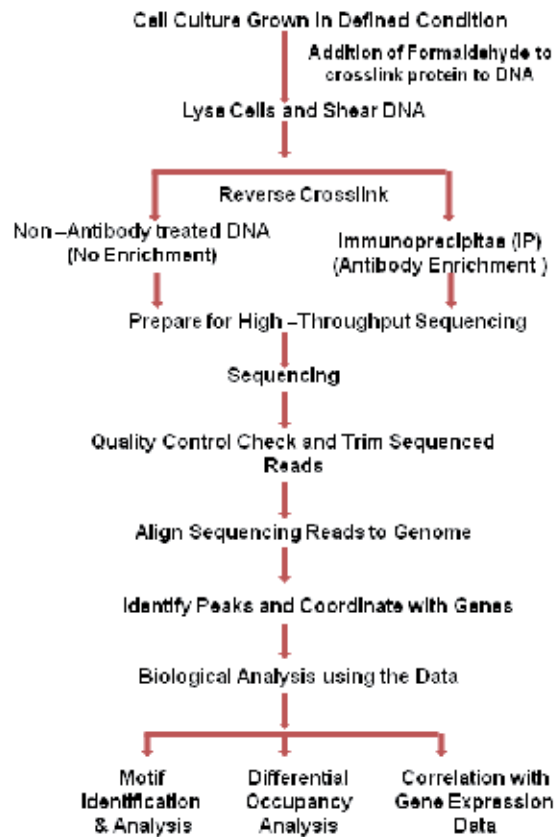 Cell Culture Grown in Defined Condition
Addition of Formaldehyde to
crosslink protein to DNA
Lyse Cells and Shear DNA
Reverse Crosslink
Non –Antibody treated DNA
(No Enrichment)
Immunoprecipitae (IP)
(Antibody Enrichment )
Prepare for High –Throughput Sequencing
Sequencing
Quality Control Check and Trim Sequenced
Reads
Align Sequencing Reads to Genome
Identify Peaks and Coordinate with Genes
Biological Analysis using the Data
Motif
Identification
& Analysis
Differential
Occupancy
Analysis
Correlation with
Gene Expression
Data